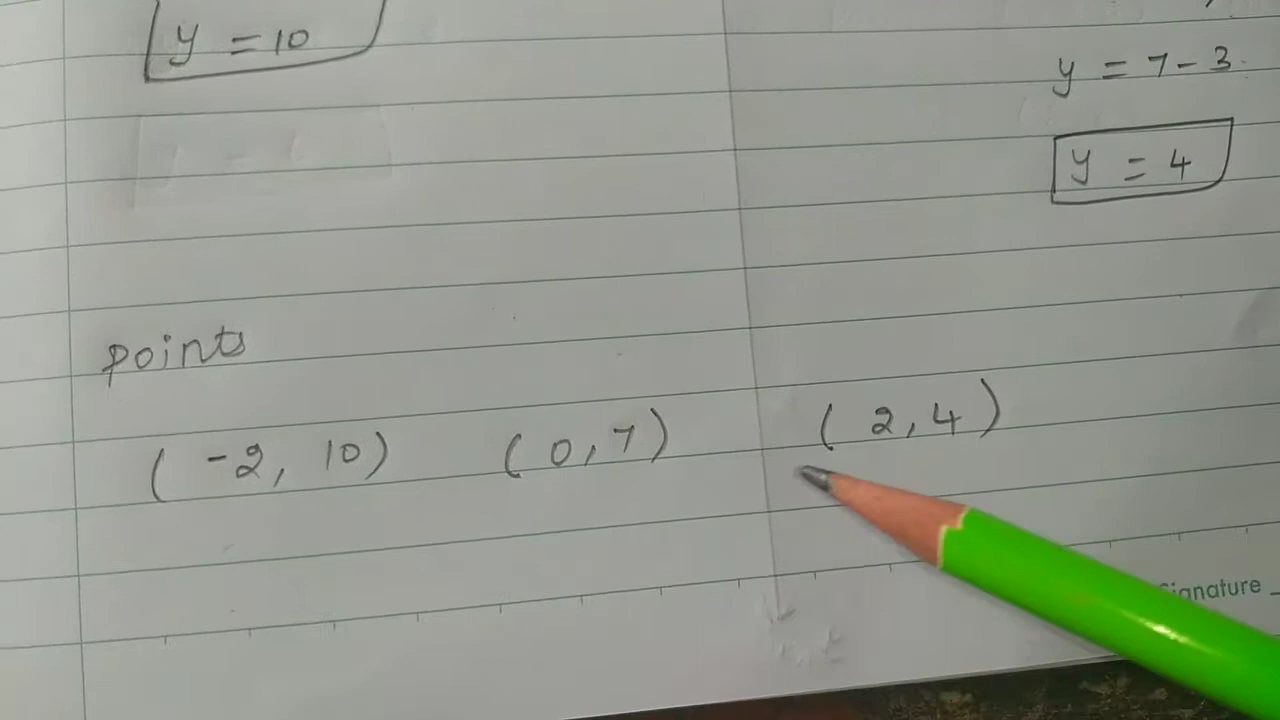 y = 10
y = 7 - 3
y = 4
points
( -2, 10) ( 0, 7 ) ( 2, 4 )
Signature